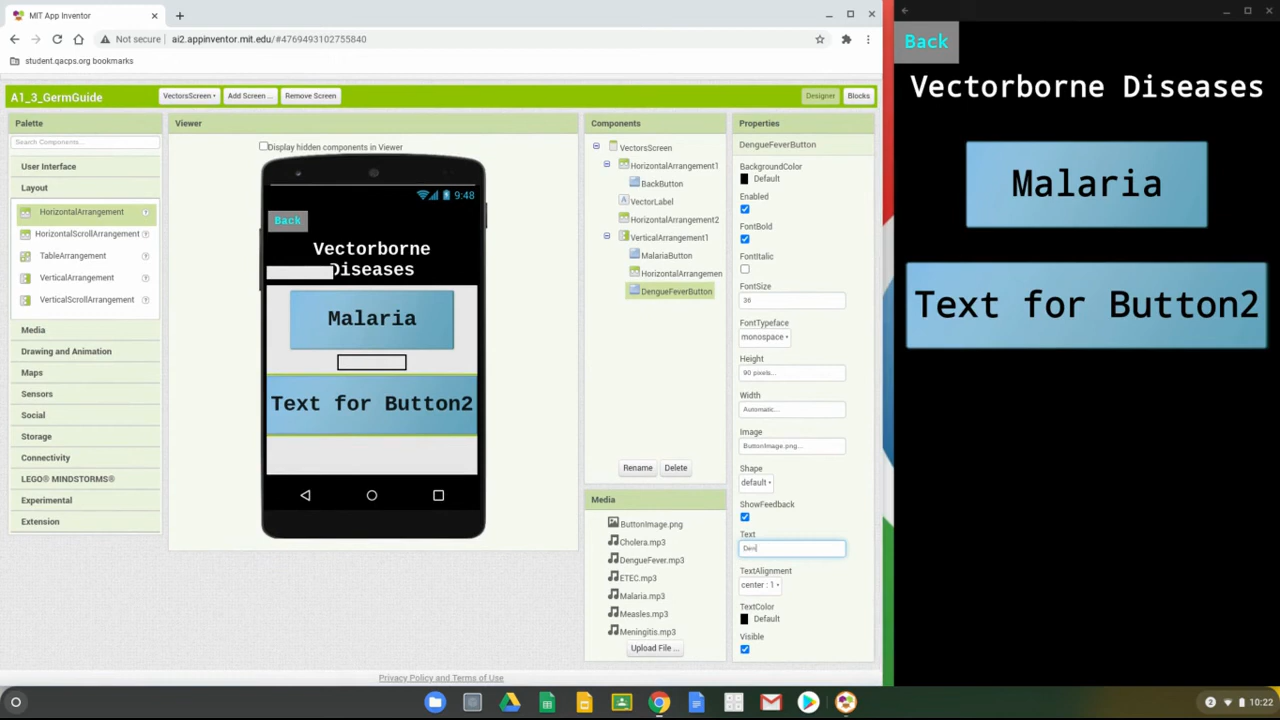 MIT App Inventor
Not secure
ai2.appinventor.mit.edu/#4769493102755840
student.qacps.org bookmarks
A1_3_GermGuide
VectorsScreen
Add Screen ...
Remove Screen
Designer
Blocks
Palette
Search Components...
User Interface
Layout
HorizontalArrangement
HorizontalScrollArrangement
TableArrangement
VerticalArrangement
VerticalScrollArrangement
Media
Drawing and Animation
Maps
Sensors
Social
Storage
Connectivity
LEGO® MINDSTORMS®
Experimental
Extension
Viewer
Display hidden components in Viewer
9:48
Back
Vectorborne
Diseases
Malaria
Text for Button2
Components
VectorsScreen
HorizontalArrangement1
BackButton
VectorLabel
HorizontalArrangement2
VerticalArrangement1
MalariaButton
HorizontalArrangemen
DengueFeverButton
Rename
Delete
Media
ButtonImage.png
Cholera.mp3
DengueFever.mp3
ETEC.mp3
Malaria.mp3
Measles.mp3
Meningitis.mp3
Upload File ...
Properties
DengueFeverButton
BackgroundColor
Default
Enabled
FontBold
FontItalic
FontSize
36
FontTypeface
monospace
Height
90 pixels...
Width
Automatic...
Image
ButtonImage.png...
Shape
default
ShowFeedback
Text
Den
TextAlignment
center : 1
TextColor
Default
Visible
Privacy Policy and Terms of Use
Back
Vectorborne Diseases
Malaria
Text for Button2
2
10:22